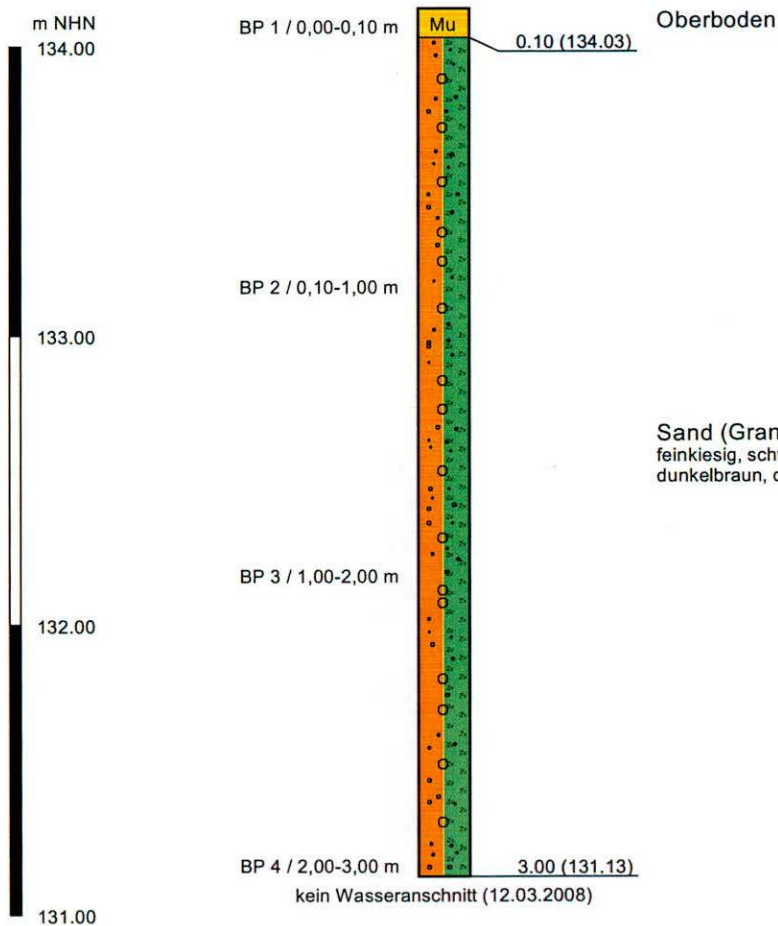 m NHN
BP 1 / 0,00-0,10 m
Mu
Oberboden
0.10 (134.03)
134.00
BP 2 / 0,10-1,00 m
133.00
Sand (Gran
feinkiesig, sch
dunkelbraun,
BP 3 / 1,00-2,00 m
132.00
BP 4 / 2,00-3,00 m
3.00 (131.13)
kein Wasseranschnitt (12.03.2008)
131.00